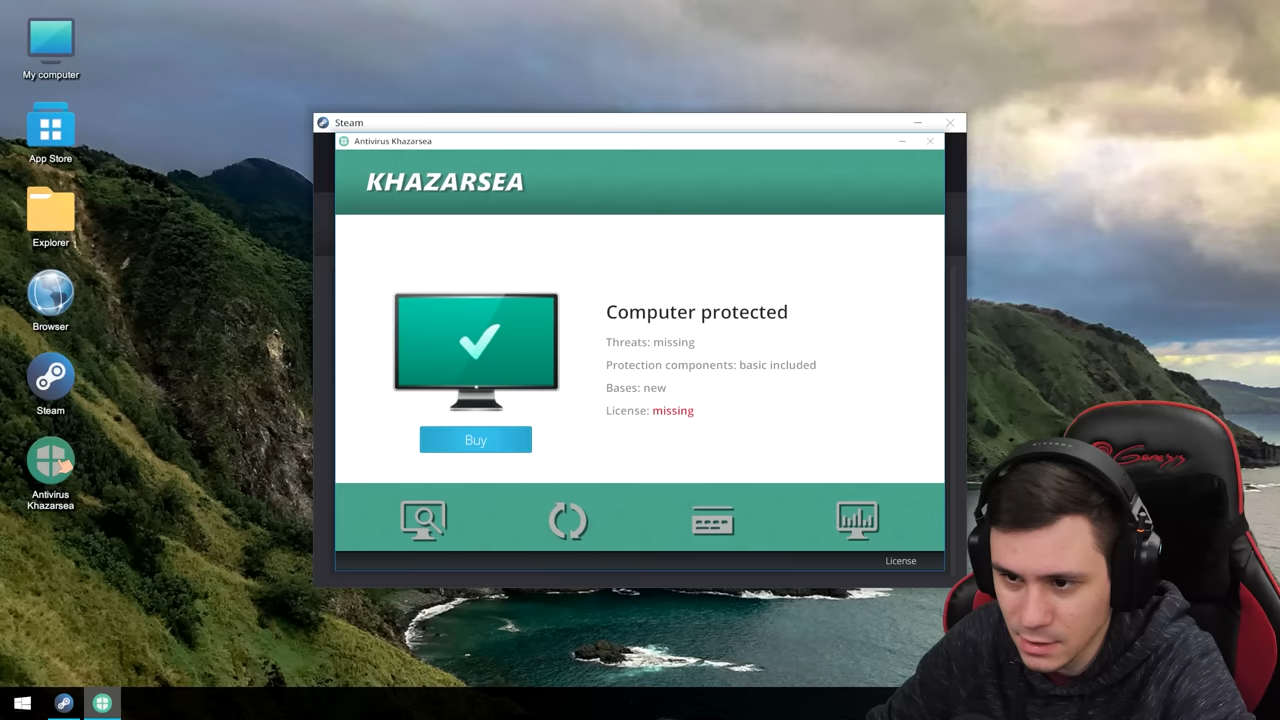 My computer
App Store
Explorer
Browser
Steam
Antivirus
Khazarsea
Steam
Antivirus Khazarsea
KHAZARSEA
Computer protected
Threats: missing
Protection components: basic included
Bases: new
License: missing
Buy
License
Genesis